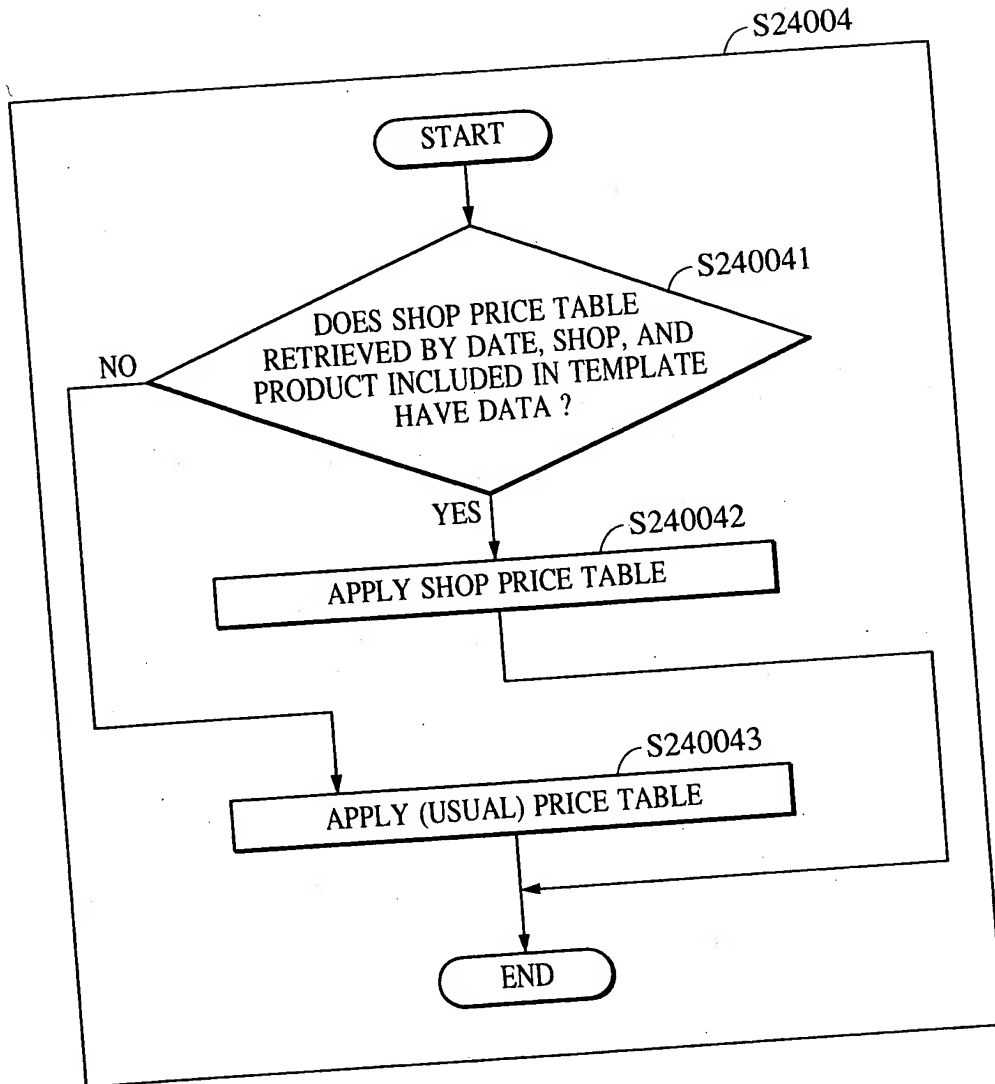 S24004
START
S240041
DOES SHOP PRICE TABLE
RETRIEVED BY DATE, SHOP, AND
PRODUCT INCLUDED IN TEMPLATE
HAVE DATA ?
NO
YES
S240042
APPLY SHOP PRICE TABLE
S240043
APPLY (USUAL) PRICE TABLE
END